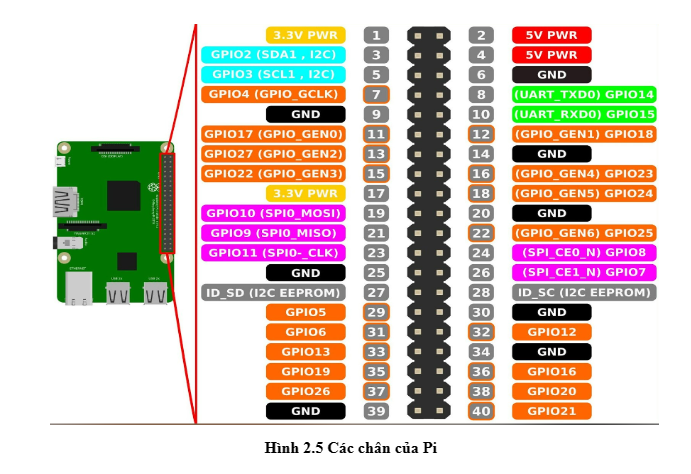 3.3V PWR 1 2 5V PWR
GPIO2 (SDA1 , I2C) 3 4 5V PWR
GPIO3 (SCL1 , I2C) 5 6 GND
GPIO4 (GPIO_GCLK) 7 8 (UART_TXD0) GPIO14
GND 9 10 (UART_RXD0) GPIO15
GPIO17 (GPIO_GEN0) 11 12 (GPIO_GEN1) GPIO18
GPIO27 (GPIO_GEN2) 13 14 GND
GPIO22 (GPIO_GEN3) 15 16 (GPIO_GEN4) GPIO23
3.3V PWR 17 18 (GPIO_GEN5) GPIO24
GPIO10 (SPI0_MOSI) 19 20 GND
GPIO9 (SPI0_MISO) 21 22 (GPIO_GEN6) GPIO25
GPIO11 (SPI0-_CLK) 23 24 (SPI_CE0_N) GPIO8
GND 25 26 (SPI_CE1_N) GPIO7
ID_SD (I2C EEPROM) 27 28 ID_SC (I2C EEPROM)
GPIO5 29 30 GND
GPIO6 31 32 GPIO12
GPIO13 33 34 GND
GPIO19 35 36 GPIO16
GPIO26 37 38 GPIO20
GND 39 40 GPIO21
Hình 2.5 Các chân của Pi